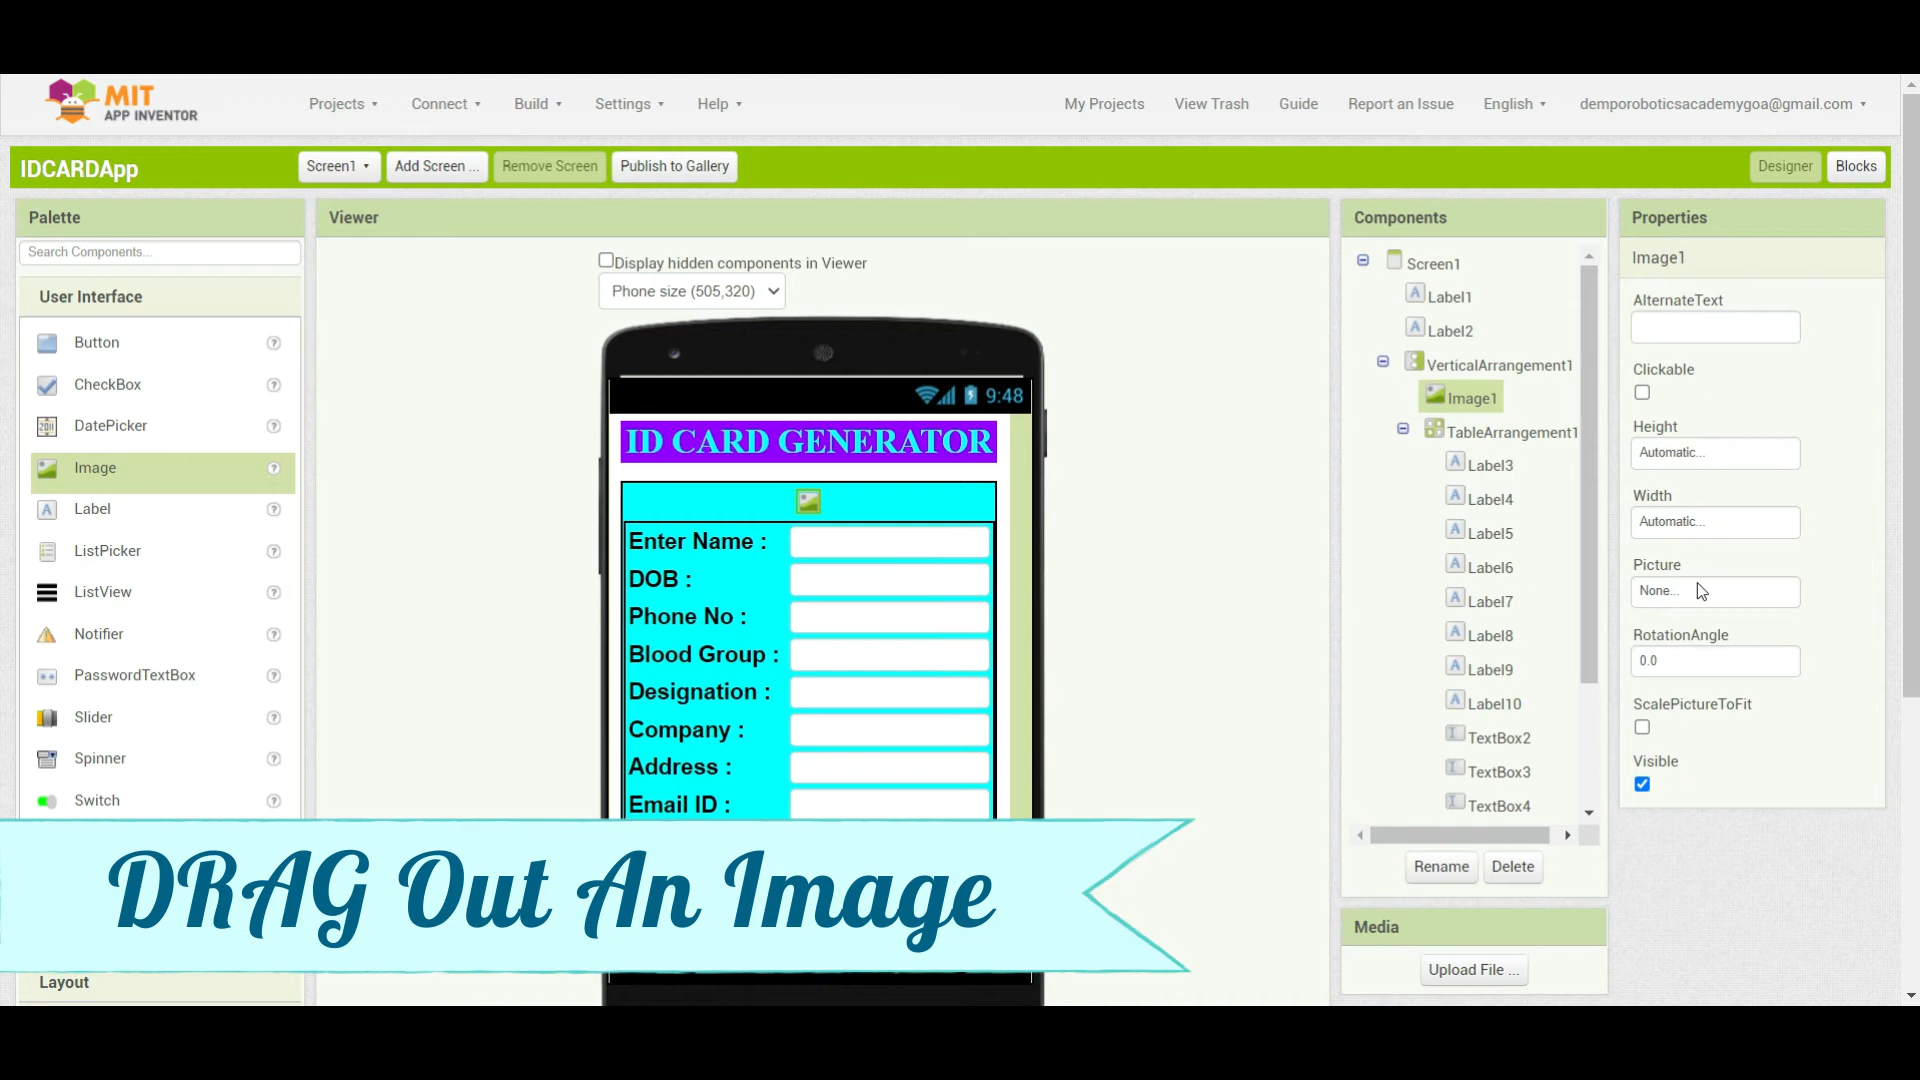 MIT
APP INVENTOR
Projects
Connect
Build
Settings
Help
My Projects
View Trash
Guide
Report an Issue
English
demporoboticsacademygoa@gmail.com
IDCARDApp
Screen1
Add Screen ...
Remove Screen
Publish to Gallery
Designer
Blocks
Palette
Search Components...
User Interface
Button
CheckBox
DatePicker
Image
Label
ListPicker
ListView
Notifier
PasswordTextBox
Slider
Spinner
Switch
Layout
Viewer
Display hidden components in Viewer
Phone size (505,320)
9:48
ID CARD GENERATOR
Enter Name :
DOB :
Phone No :
Blood Group :
Designation :
Company :
Address :
Email ID :
DRAG Out An Image
Components
Screen1
Label1
Label2
VerticalArrangement1
Image1
TableArrangement1
Label3
Label4
Label5
Label6
Label7
Label8
Label9
Label10
TextBox2
TextBox3
TextBox4
Rename
Delete
Media
Upload File ...
Properties
Image1
AlternateText
Clickable
Height
Automatic...
Width
Automatic...
Picture
None...
RotationAngle
0.0
ScalePictureToFit
Visible